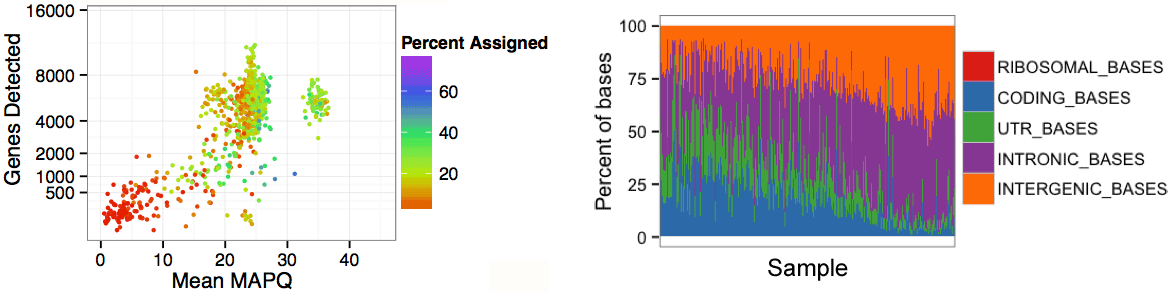 16000
8000
4000
2000
1000
500
Genes Detected
0 10 20 30 40
Mean MAPQ
Percent Assigned
60
40
20
100
75
50
25
0
Percent of bases
Sample
RIBOSOMAL_BASES
CODING_BASES
UTR_BASES
INTRONIC_BASES
INTERGENIC_BASES